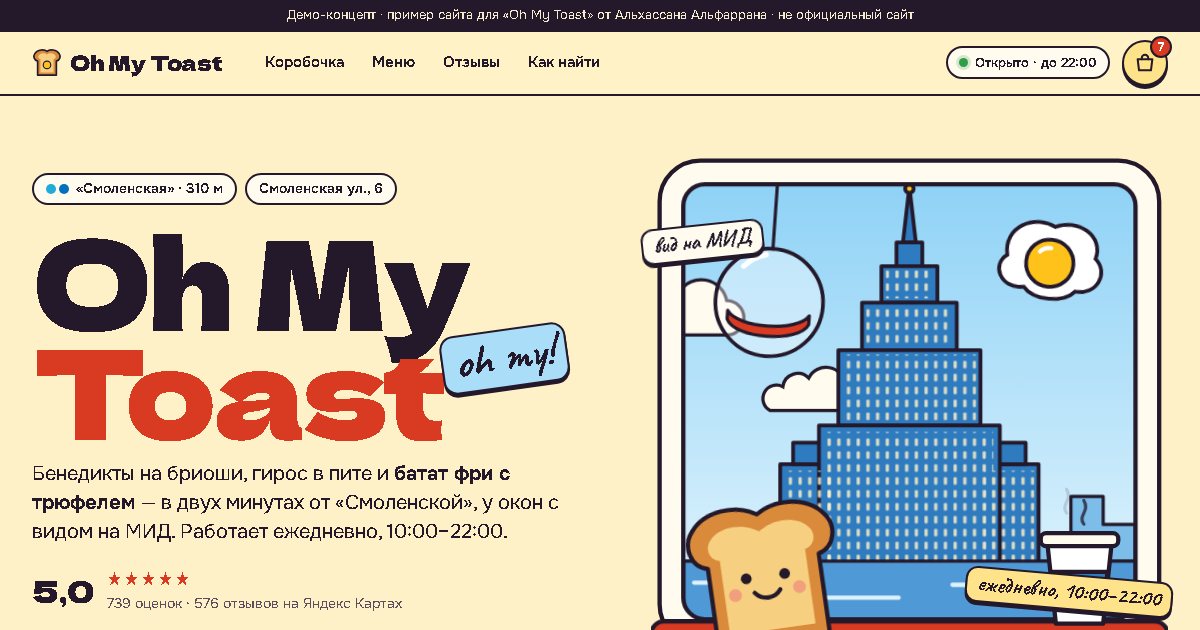 Демо-концепт · пример сайта для «Oh My Toast» от Альхассана Альфаррана · не официальный сайт
Oh My Toast
Коробочка
Меню
Отзывы
Как найти
Открыто · до 22:00
7
«Смоленская» · 310 м
Смоленская ул., 6
Oh My
Toast
oh my!
Бенедикты на бриоши, гирос в пите и батат фри с
трюфелем — в двух минутах от «Смоленской», у окон с
видом на МИД. Работает ежедневно, 10:00–22:00.
5,0
★★★★★
739 оценок · 576 отзывов на Яндекс Картах
вид на МИД
ежедневно, 10:00–22:00